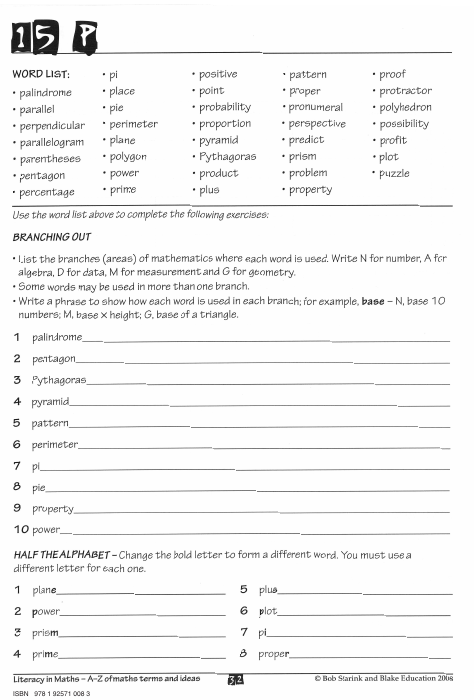 15 P
WORD LIST:
• palindrome
• parallel
• perpendicular
• parallelogram
• parentheses
• pentagon
• percentage
• pi
• place
• pie
• perimeter
• plane
• polygon
• power
• prime
• positive
• point
• probability
• proportion
• pyramid
• Pythagoras
• product
• plus
• pattern
• proper
• pronumeral
• perspective
• predict
• prism
• problem
• property
• proof
• protractor
• polyhedron
• possibility
• profit
• plot
• puzzle
Use the word list above to complete the following exercises:
BRANCHING OUT
• List the branches (areas) of mathematics where each word is used. Write N for number, A for
algebra, D for data, M for measurement and G for geometry.
• Some words may be used in more than one branch.
• Write a phrase to show how each word is used in each branch; for example, base – N, base 10
numbers; M, base x height; G, base of a triangle.
1 palindrome
2 pentagon
3 Pythagoras
4 pyramid
5 pattern
6 perimeter
7 pi
8 pie
9 property
10 power
HALF THE ALPHABET – Change the bold letter to form a different word. You must use a
different letter for each one.
1 plane
2 power
3 prism
4 prime
5 plus
6 plot
7 pi
8 proper
Literacy in Maths – A–Z of maths terms and ideas
32
© Bob Starink and Blake Education 2008
ISBN 978 1 92571 008 3